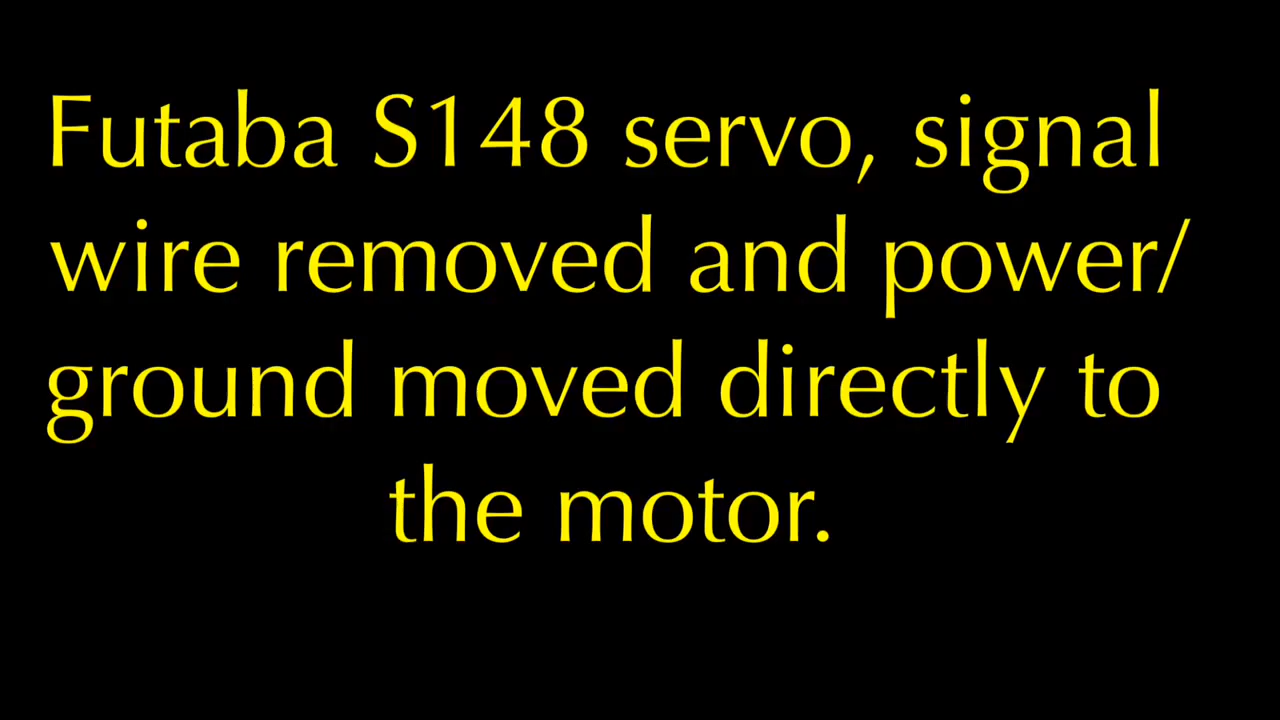 Futaba S148 servo, signal
wire removed and power/
ground moved directly to
the motor.